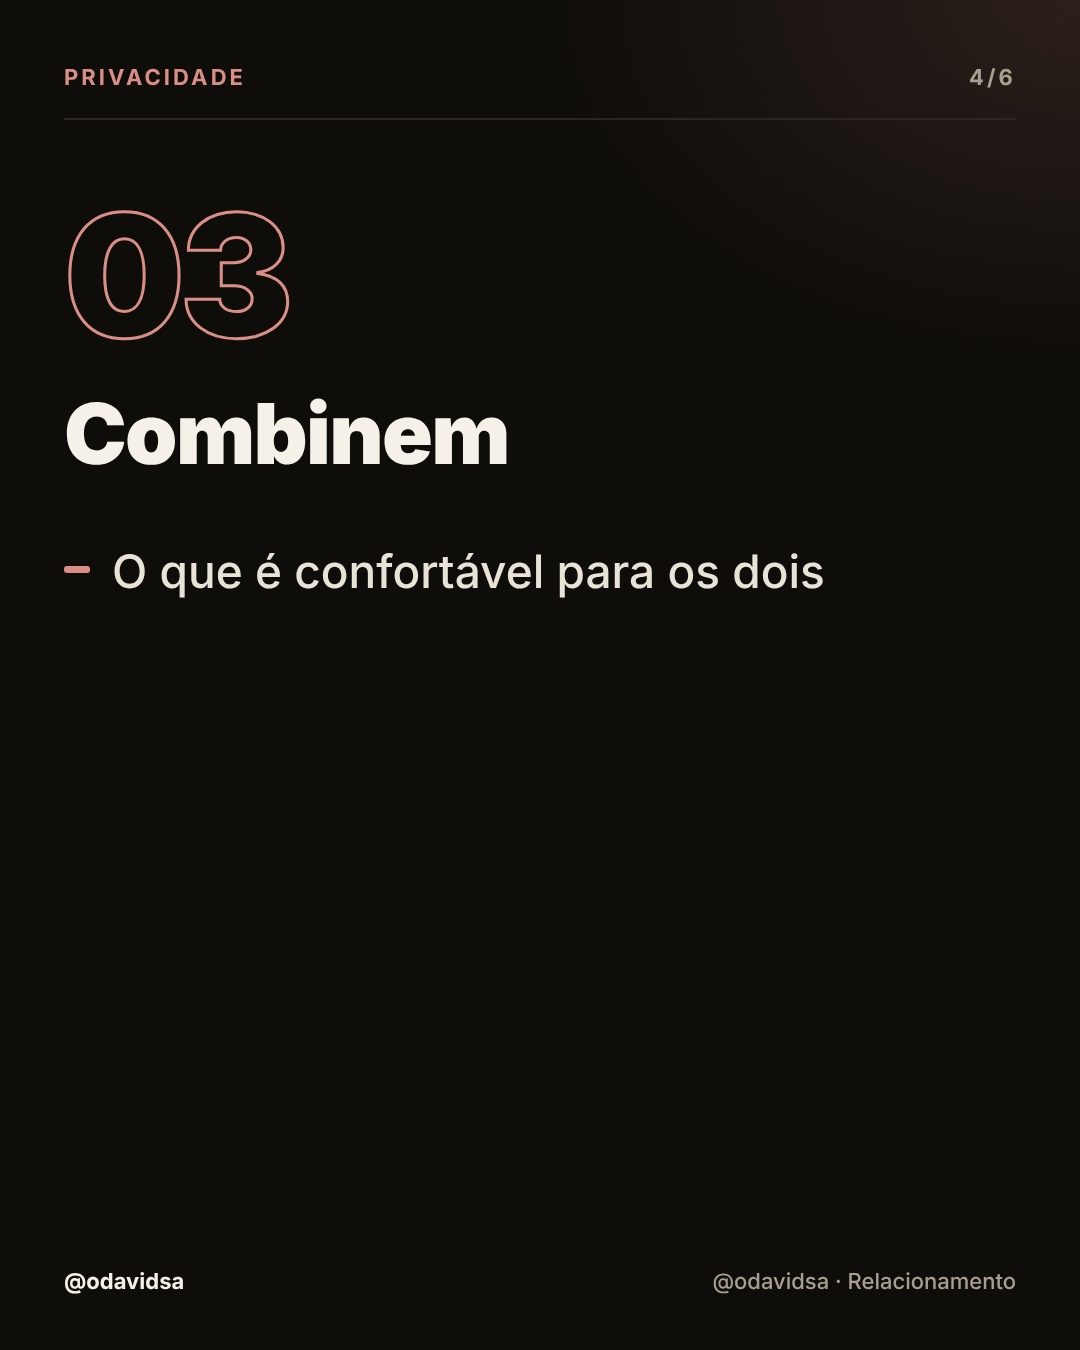 PRIVACIDADE
4/6
03
Combinem
O que é confortável para os dois
@odavidsa
@odavidsa · Relacionamento